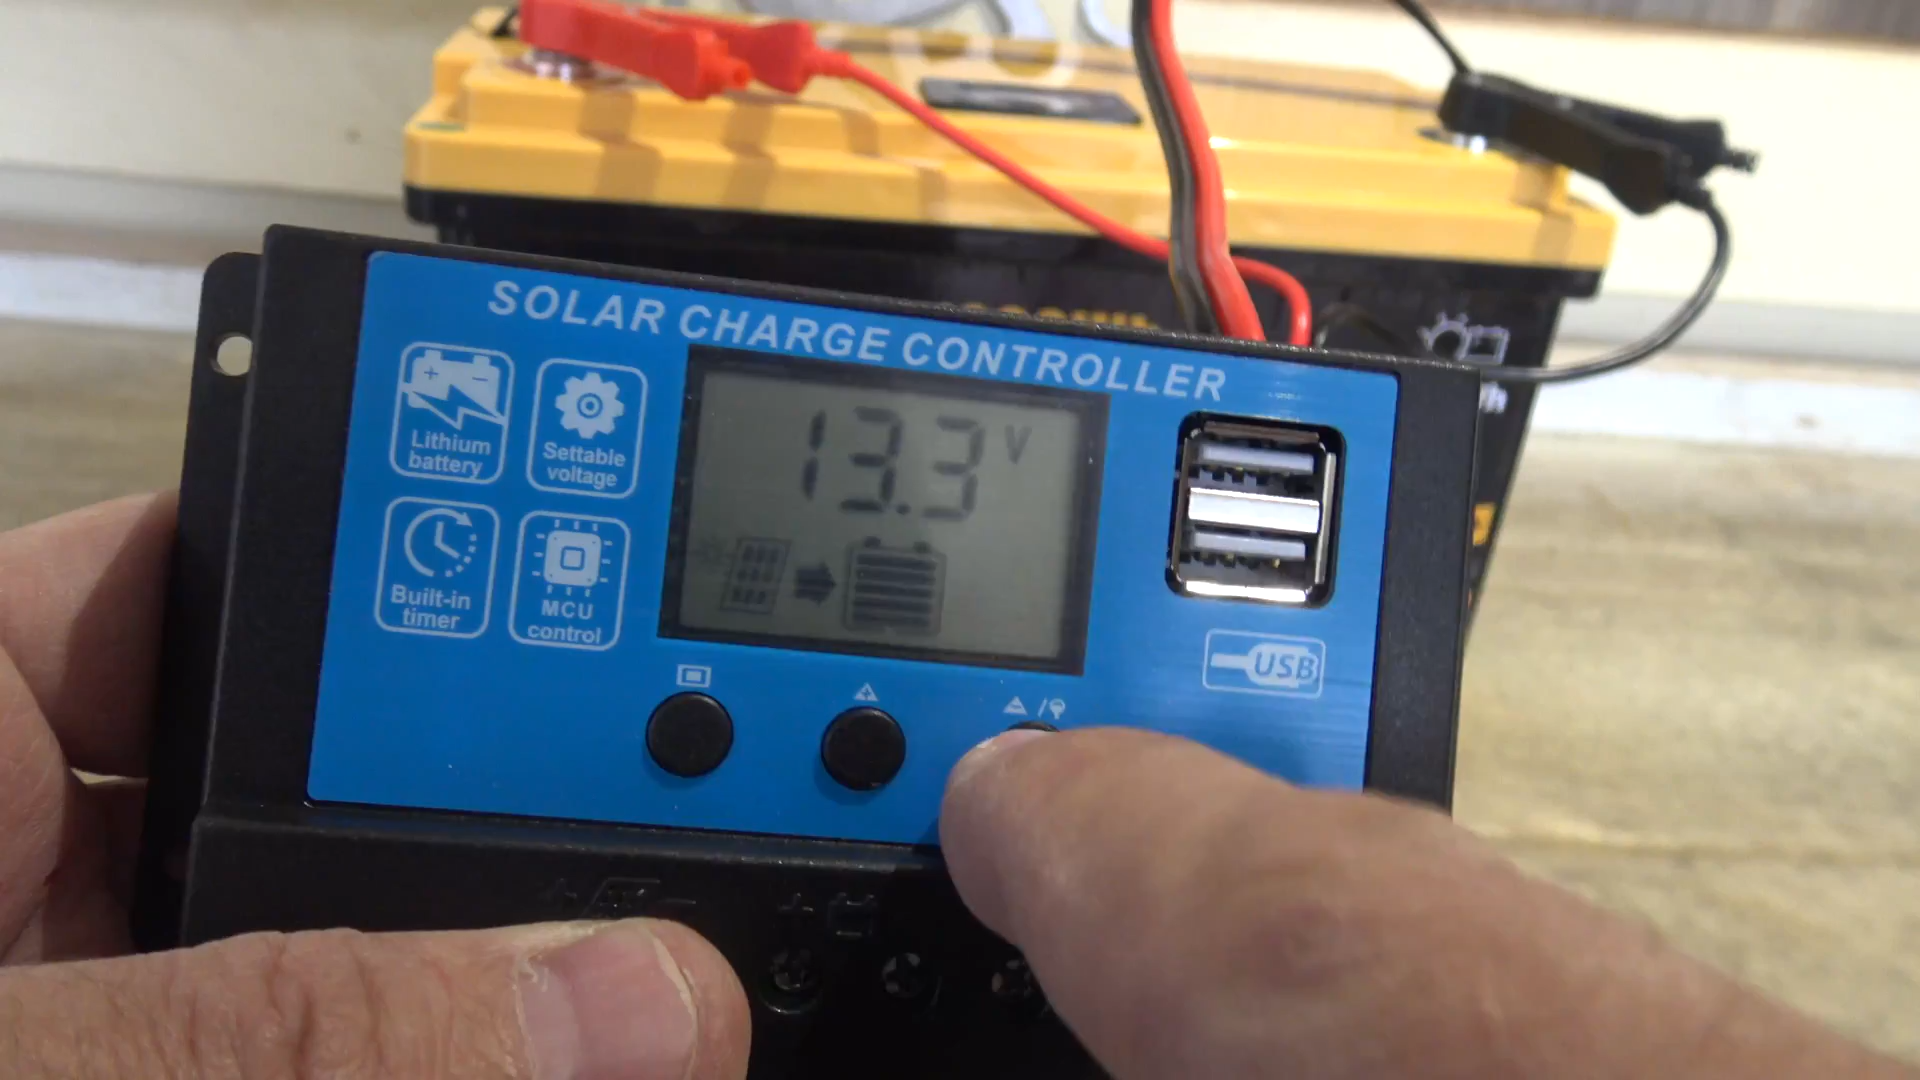 SOLAR CHARGE CONTROLLER
Lithium
battery
Settable
voltage
13.3 V
Built-in
timer
MCU
control
USB